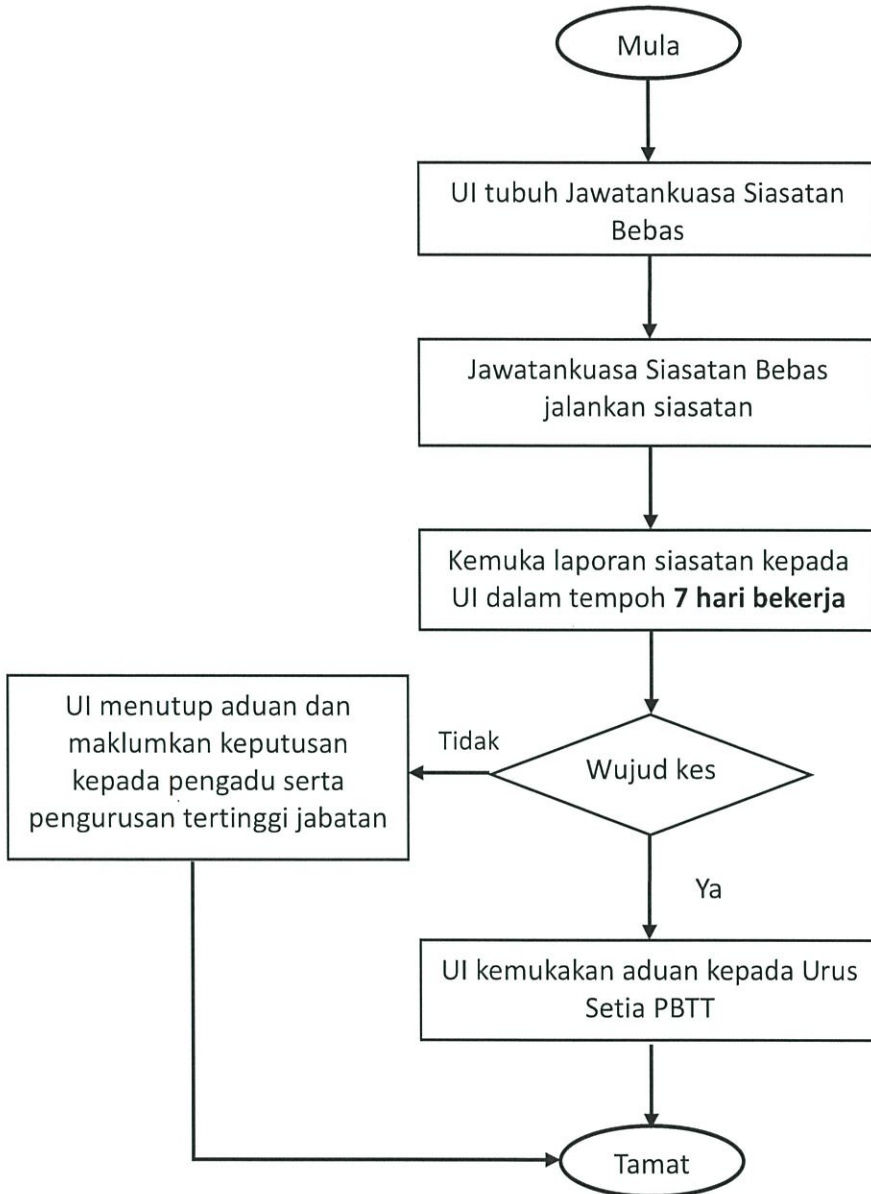 Mula
UI tubuh Jawatankuasa Siasatan
Bebas
Jawatankuasa Siasatan Bebas
jalankan siasatan
Kemuka laporan siasatan kepada
UI dalam tempoh 7 hari bekerja
Wujud kes
Tidak
UI menutup aduan dan
maklumkan keputusan
kepada pengadu serta
pengurusan tertinggi jabatan
Ya
UI kemukakan aduan kepada Urus
Setia PBTT
Tamat